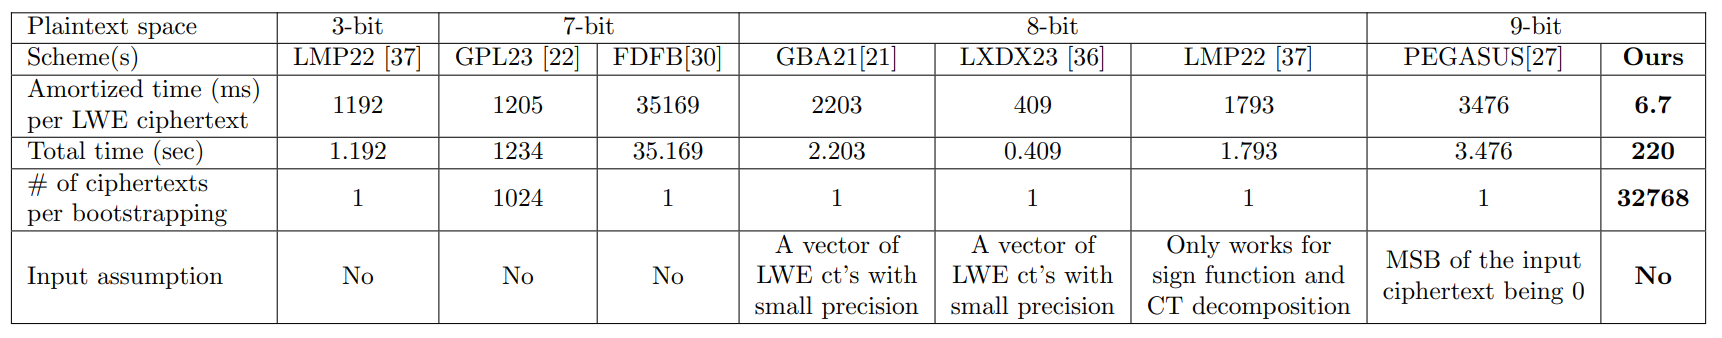 Plaintext space 3-bit 7-bit 8-bit 9-bit
Scheme(s) LMP22 [37] GPL23 [22] FDFB[30] GBA21[21] LXDX23 [36] LMP22 [37] PEGASUS[27] Ours
Amortized time (ms)
per LWE ciphertext 1192 1205 35169 2203 409 1793 3476 6.7
Total time (sec) 1.192 1234 35.169 2.203 0.409 1.793 3.476 220
# of ciphertexts
per bootstrapping 1 1024 1 1 1 1 1 32768
Input assumption No No No
A vector of
LWE ct's with
small precision
A vector of
LWE ct's with
small precision
Only works for
sign function and
CT decomposition
MSB of the input
ciphertext being 0
No